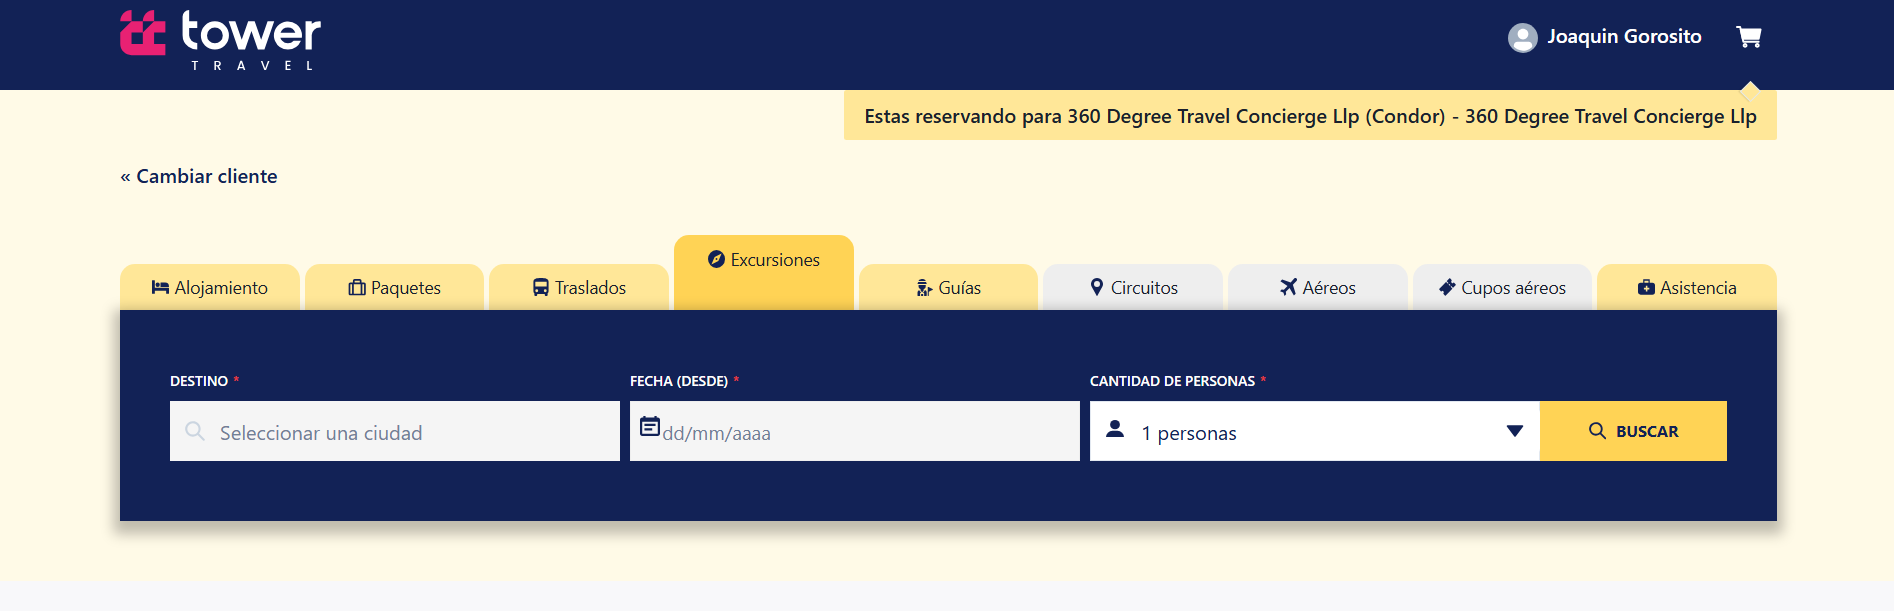 tower
TRAVEL
Joaquin Gorosito
Estas reservando para 360 Degree Travel Concierge Llp (Condor) - 360 Degree Travel Concierge Llp
« Cambiar cliente
Alojamiento
Paquetes
Traslados
Excursiones
Guías
Circuitos
Aéreos
Cupos aéreos
Asistencia
DESTINO *
FECHA (DESDE) *
CANTIDAD DE PERSONAS *
Seleccionar una ciudad
dd/mm/aaaa
1 personas
BUSCAR